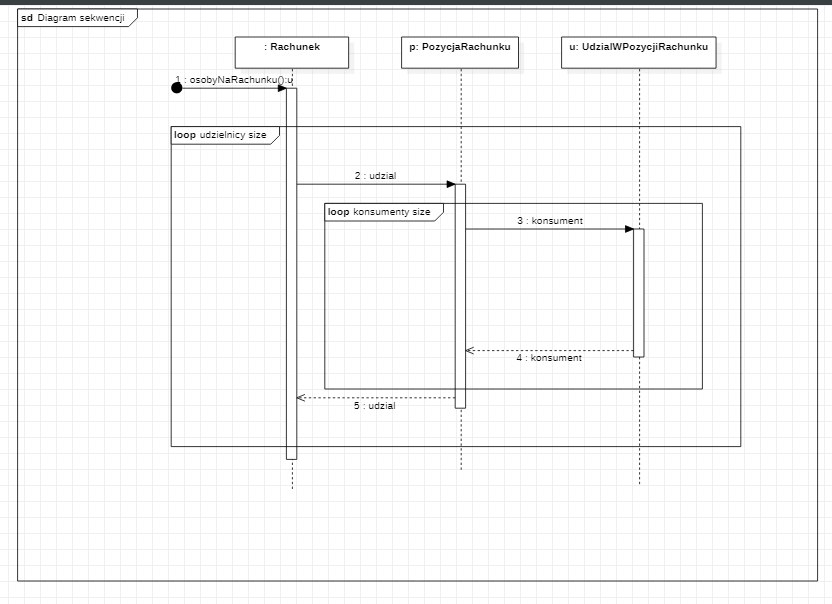 sd Diagram sekwencji
: Rachunek
p: PozycjaRachunku
u: UdzialWPozycjiRachunku
1 : osobyNaRachunku():u
loop udzielnicy size
2 : udzial
loop konsumenty size
3 : konsument
4 : konsument
5 : udzial